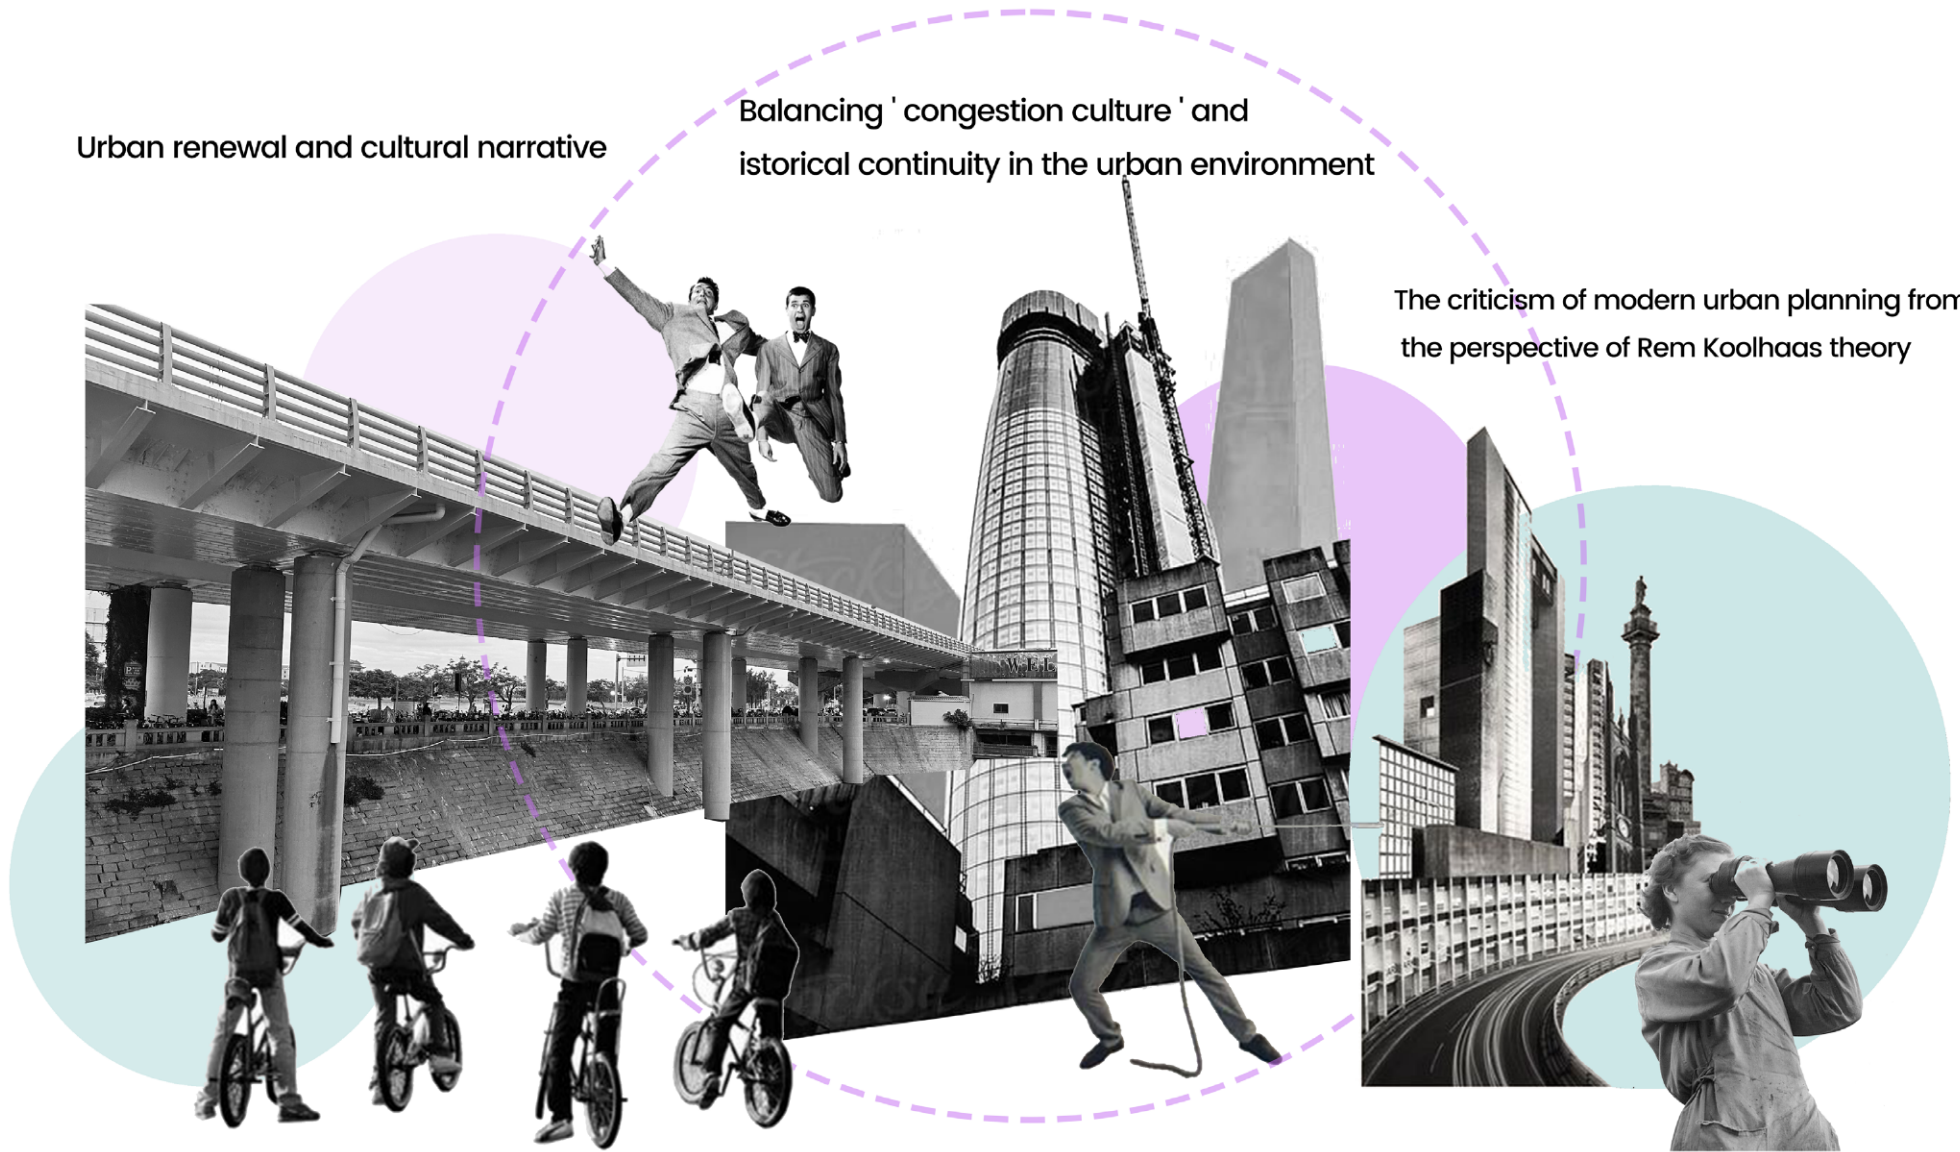 Urban renewal and cultural narrative
Balancing ' congestion culture ' and
istorical continuity in the urban environment
The criticism of modern urban planning from
the perspective of Rem Koolhaas theory
WEL